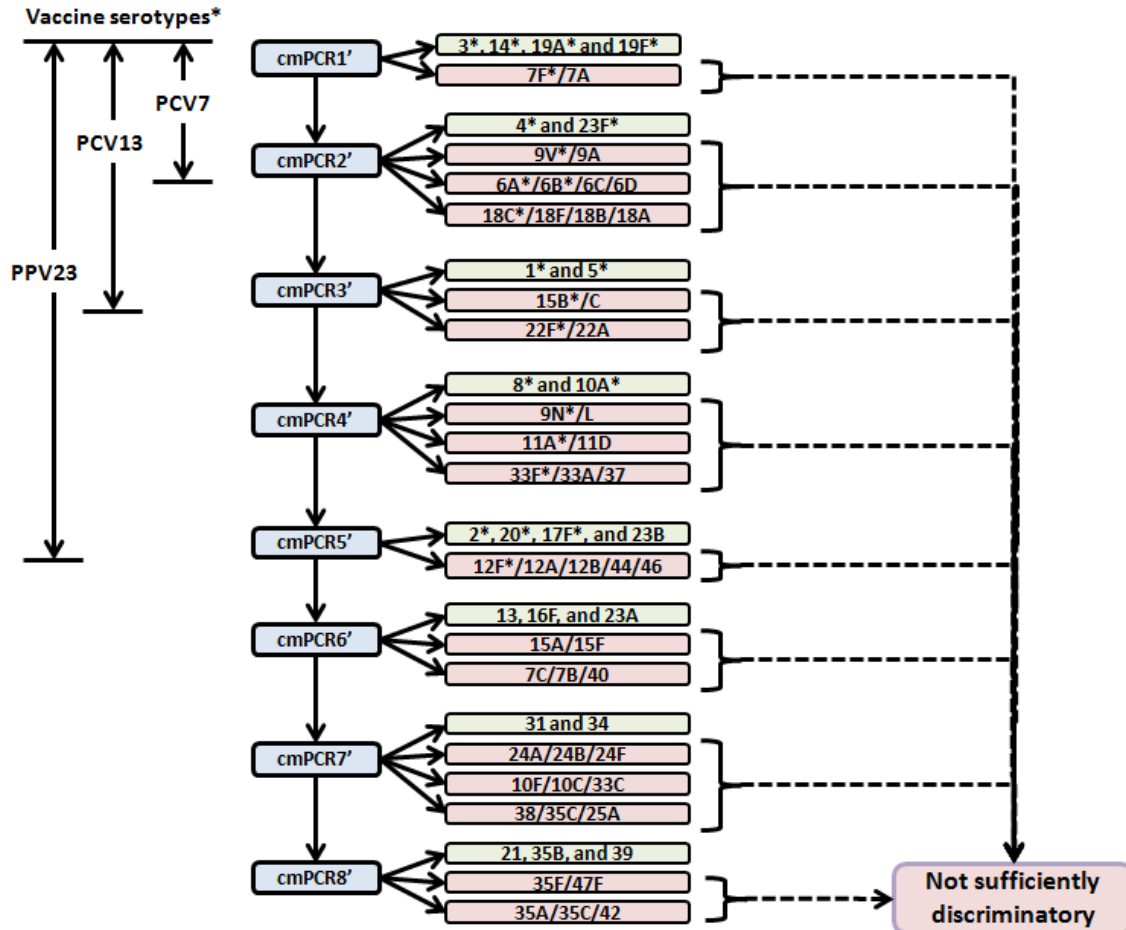 Vaccine serotypes*
PCV7
PCV13
PPV23
cmPCR1’
3*, 14*, 19A* and 19F*
7F*/7A
cmPCR2’
4* and 23F*
9V*/9A
6A*/6B*/6C/6D
18C*/18F/18B/18A
cmPCR3’
1* and 5*
15B*/C
22F*/22A
cmPCR4’
8* and 10A*
9N*/L
11A*/11D
33F*/33A/37
cmPCR5’
2*, 20*, 17F*, and 23B
12F*/12A/12B/44/46
cmPCR6’
13, 16F, and 23A
15A/15F
7C/7B/40
cmPCR7’
31 and 34
24A/24B/24F
10F/10C/33C
38/35C/25A
cmPCR8’
21, 35B, and 39
35F/47F
35A/35C/42
Not sufficiently
discriminatory